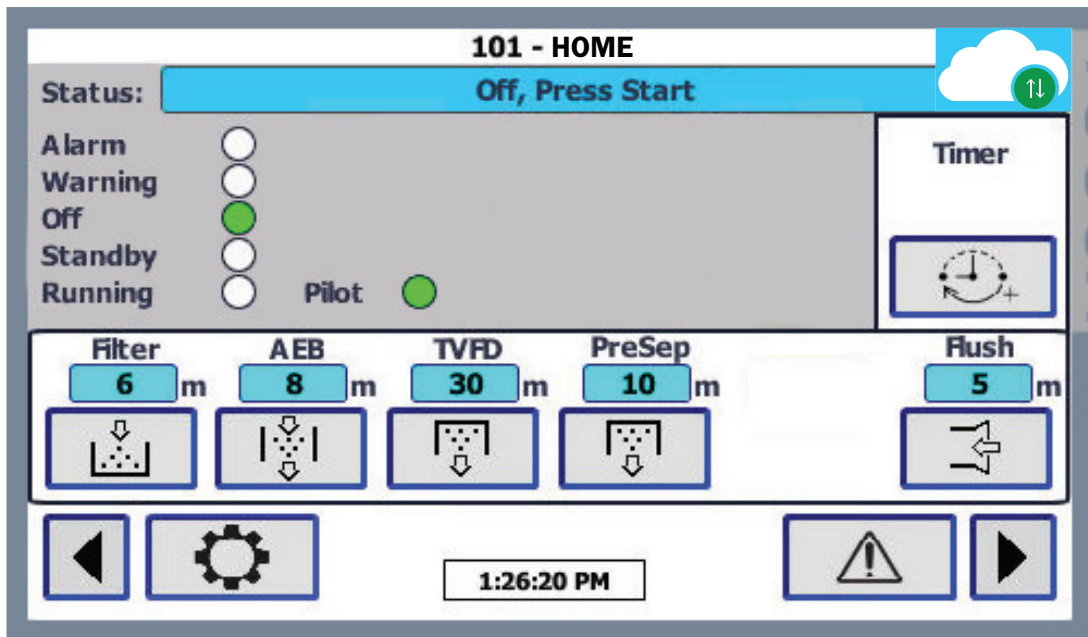 101 - HOME
Status: Off, Press Start
Alarm
Timer
Warning
Off
Standby
Running Pilot
Filter AEB TVFD PreSep Flush
6 m 8 m 30 m 10 m 5 m
1:26:20 PM